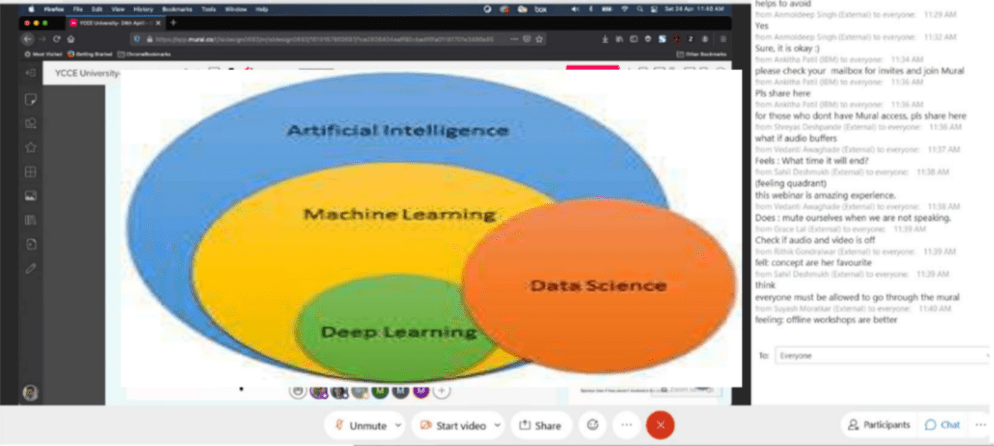 Firefox File Edit View History Bookmarks Tools Window Help
Sat 24 Apr 11:40 AM
YCCE University- 24th April -
Most Visited Getting Started ChromeBookmarks
Other Bookmarks
YCCE University-
Artificial Intelligence
Machine Learning
Data Science
Deep Learning
Unmute
Start video
Share
helps to avoid
from Anmoldeep Singh (External) to everyone: 11:29 AM
Yes
from Anmoldeep Singh (External) to everyone: 11:32 AM
Sure, it is okay :)
from Ankitha Patil (IBM) to everyone: 11:34 AM
please check your mailbox for invites and join Mural
from Ankitha Patil (IBM) to everyone: 11:36 AM
Pls share here
from Ankitha Patil (IBM) to everyone: 11:36 AM
for those who dont have Mural access, pls share here
from Shreyas Deshpande (External) to everyone: 11:36 AM
what if audio buffers
from Vedanti Awaghade (External) to everyone: 11:37 AM
Feels : What time it will end?
from Sahil Deshmukh (External) to everyone: 11:38 AM
(feeling quadrant)
this webinar is amazing experience.
from Vedanti Awaghade (External) to everyone: 11:38 AM
Does : mute ourselves when we are not speaking.
from Grace Lal (External) to everyone: 11:39 AM
Check if audio and video is off
from Rithik Gondralwar (External) to everyone: 11:39 AM
fell: concept are her favourite
from Sahil Deshmukh (External) to everyone: 11:39 AM
think
everyone must be allowed to go through the mural
from Suyash Moratkar (External) to everyone: 11:40 AM
feeling: offline workshops are better
To: Everyone
Participants
Chat